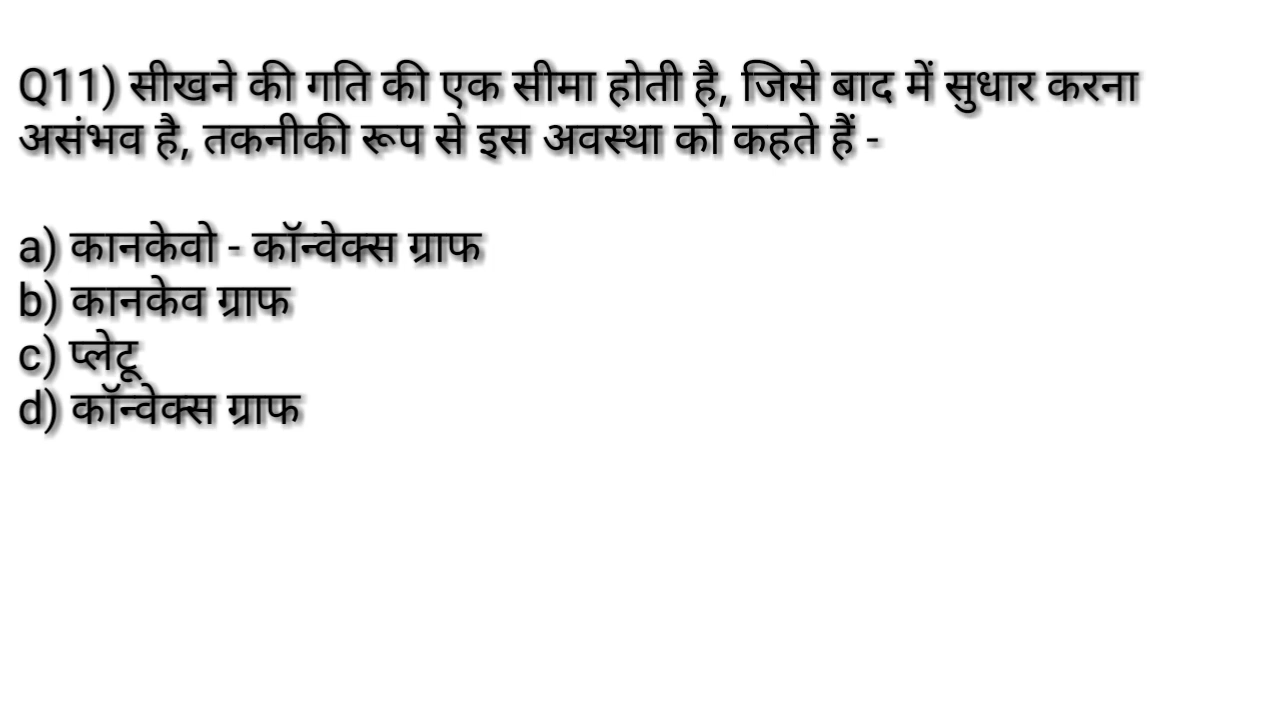 Q11) सीखने की गति की एक सीमा होती है, जिसे बाद में सुधार करना
असंभव है, तकनीकी रूप से इस अवस्था को कहते हैं -
a) कानकेवो - कॉन्वेक्स ग्राफ
b) कानकेव ग्राफ
c) प्लेटू
d) कॉन्वेक्स ग्राफ